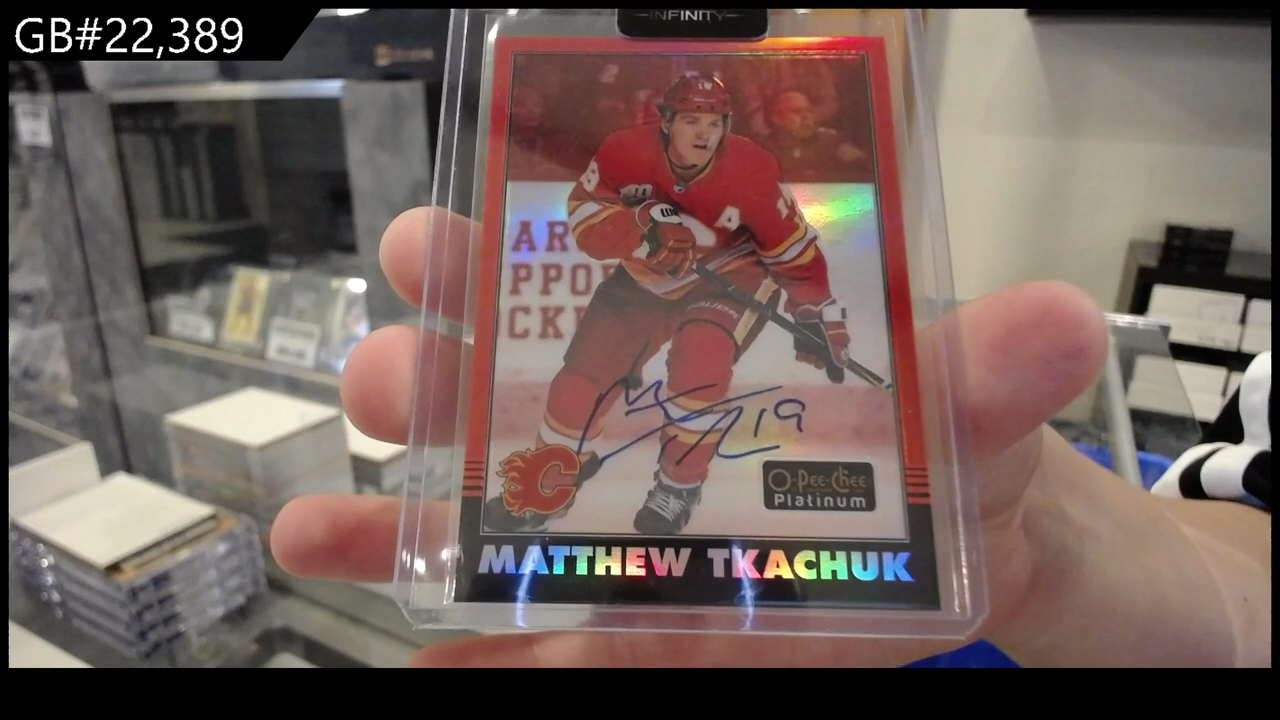 GB#22,389
INFINITY
A
19
O-Pee-Chee
Platinum
C
MATTHEW TKACHUK